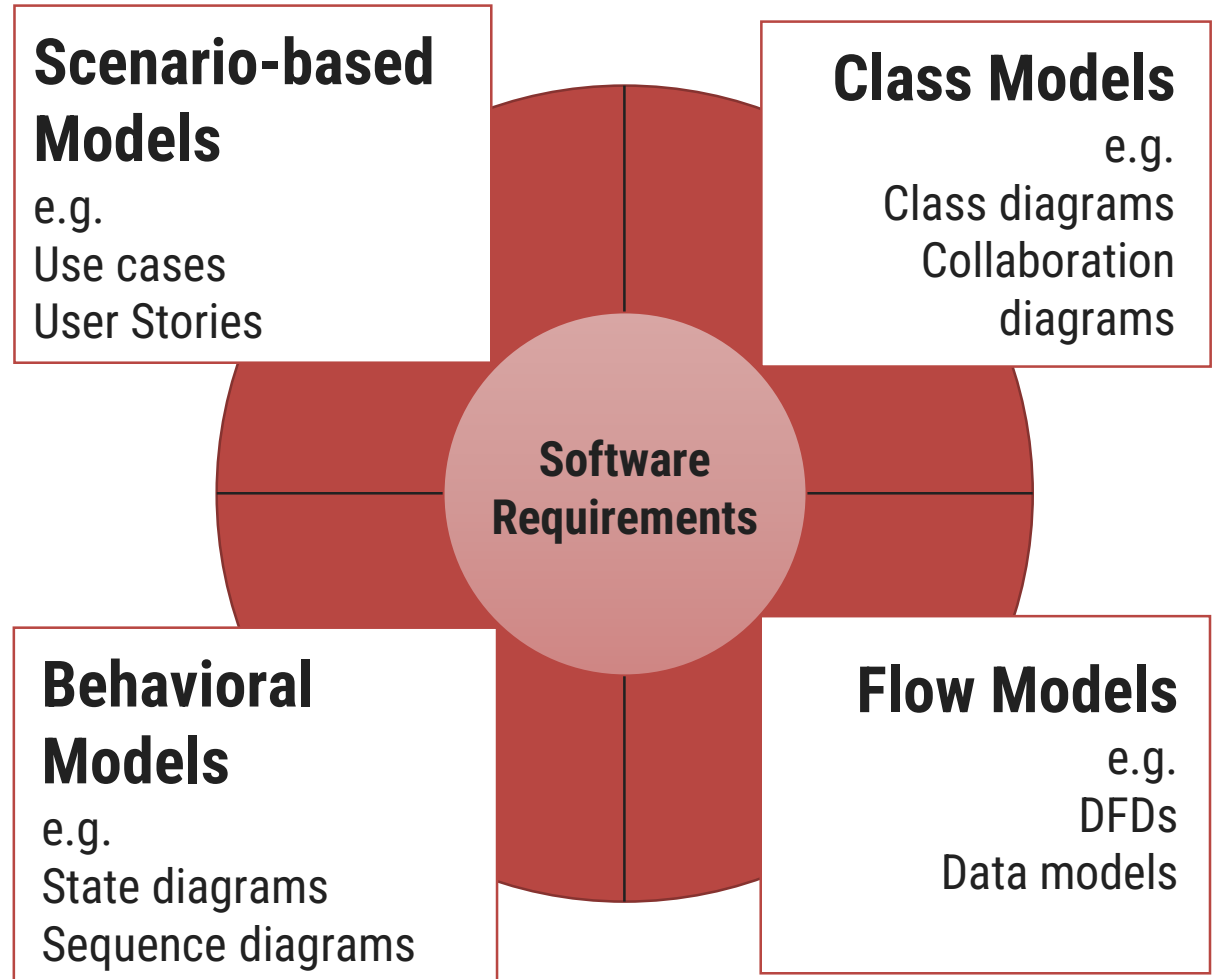 Scenario-based
Models
e.g.
Use cases
User Stories
Class Models
e.g.
Class diagrams
Collaboration
diagrams
Software
Requirements
Behavioral
Models
e.g.
State diagrams
Sequence diagrams
Flow Models
e.g.
DFDs
Data models